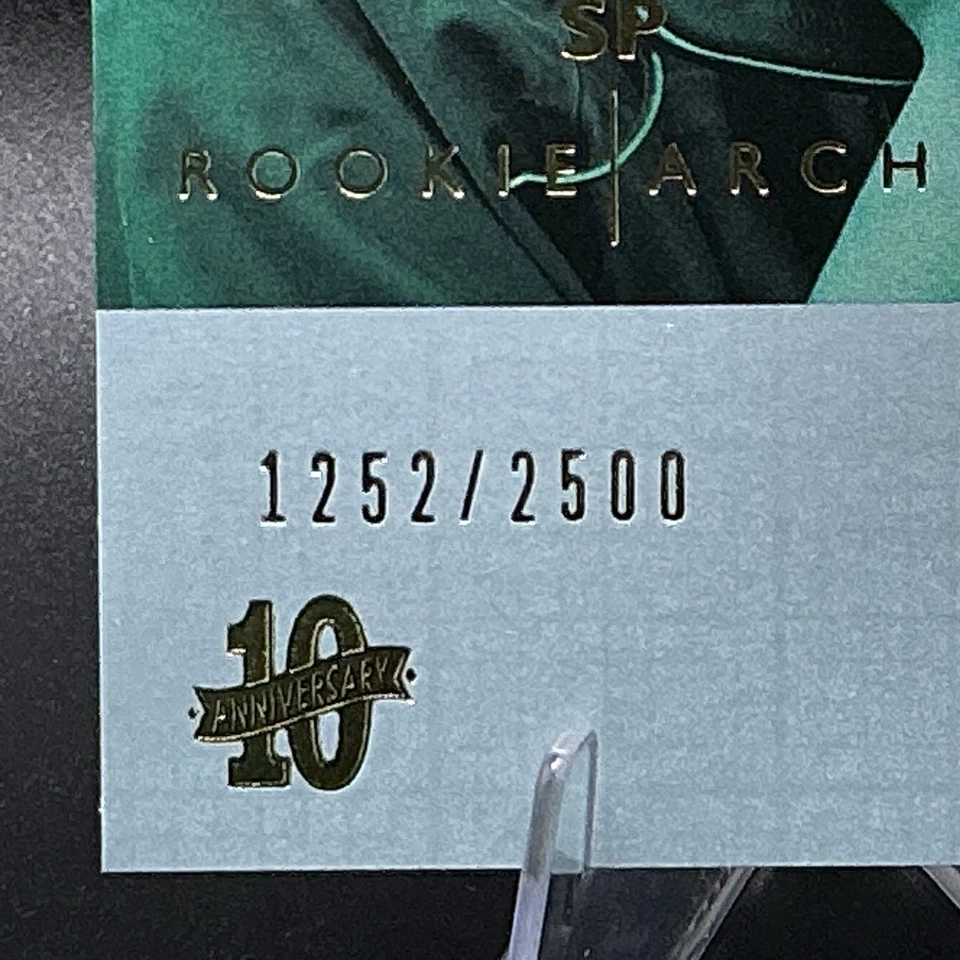 SP
ROOKIE | ARCH
1252/2500
10
ANNIVERSARY